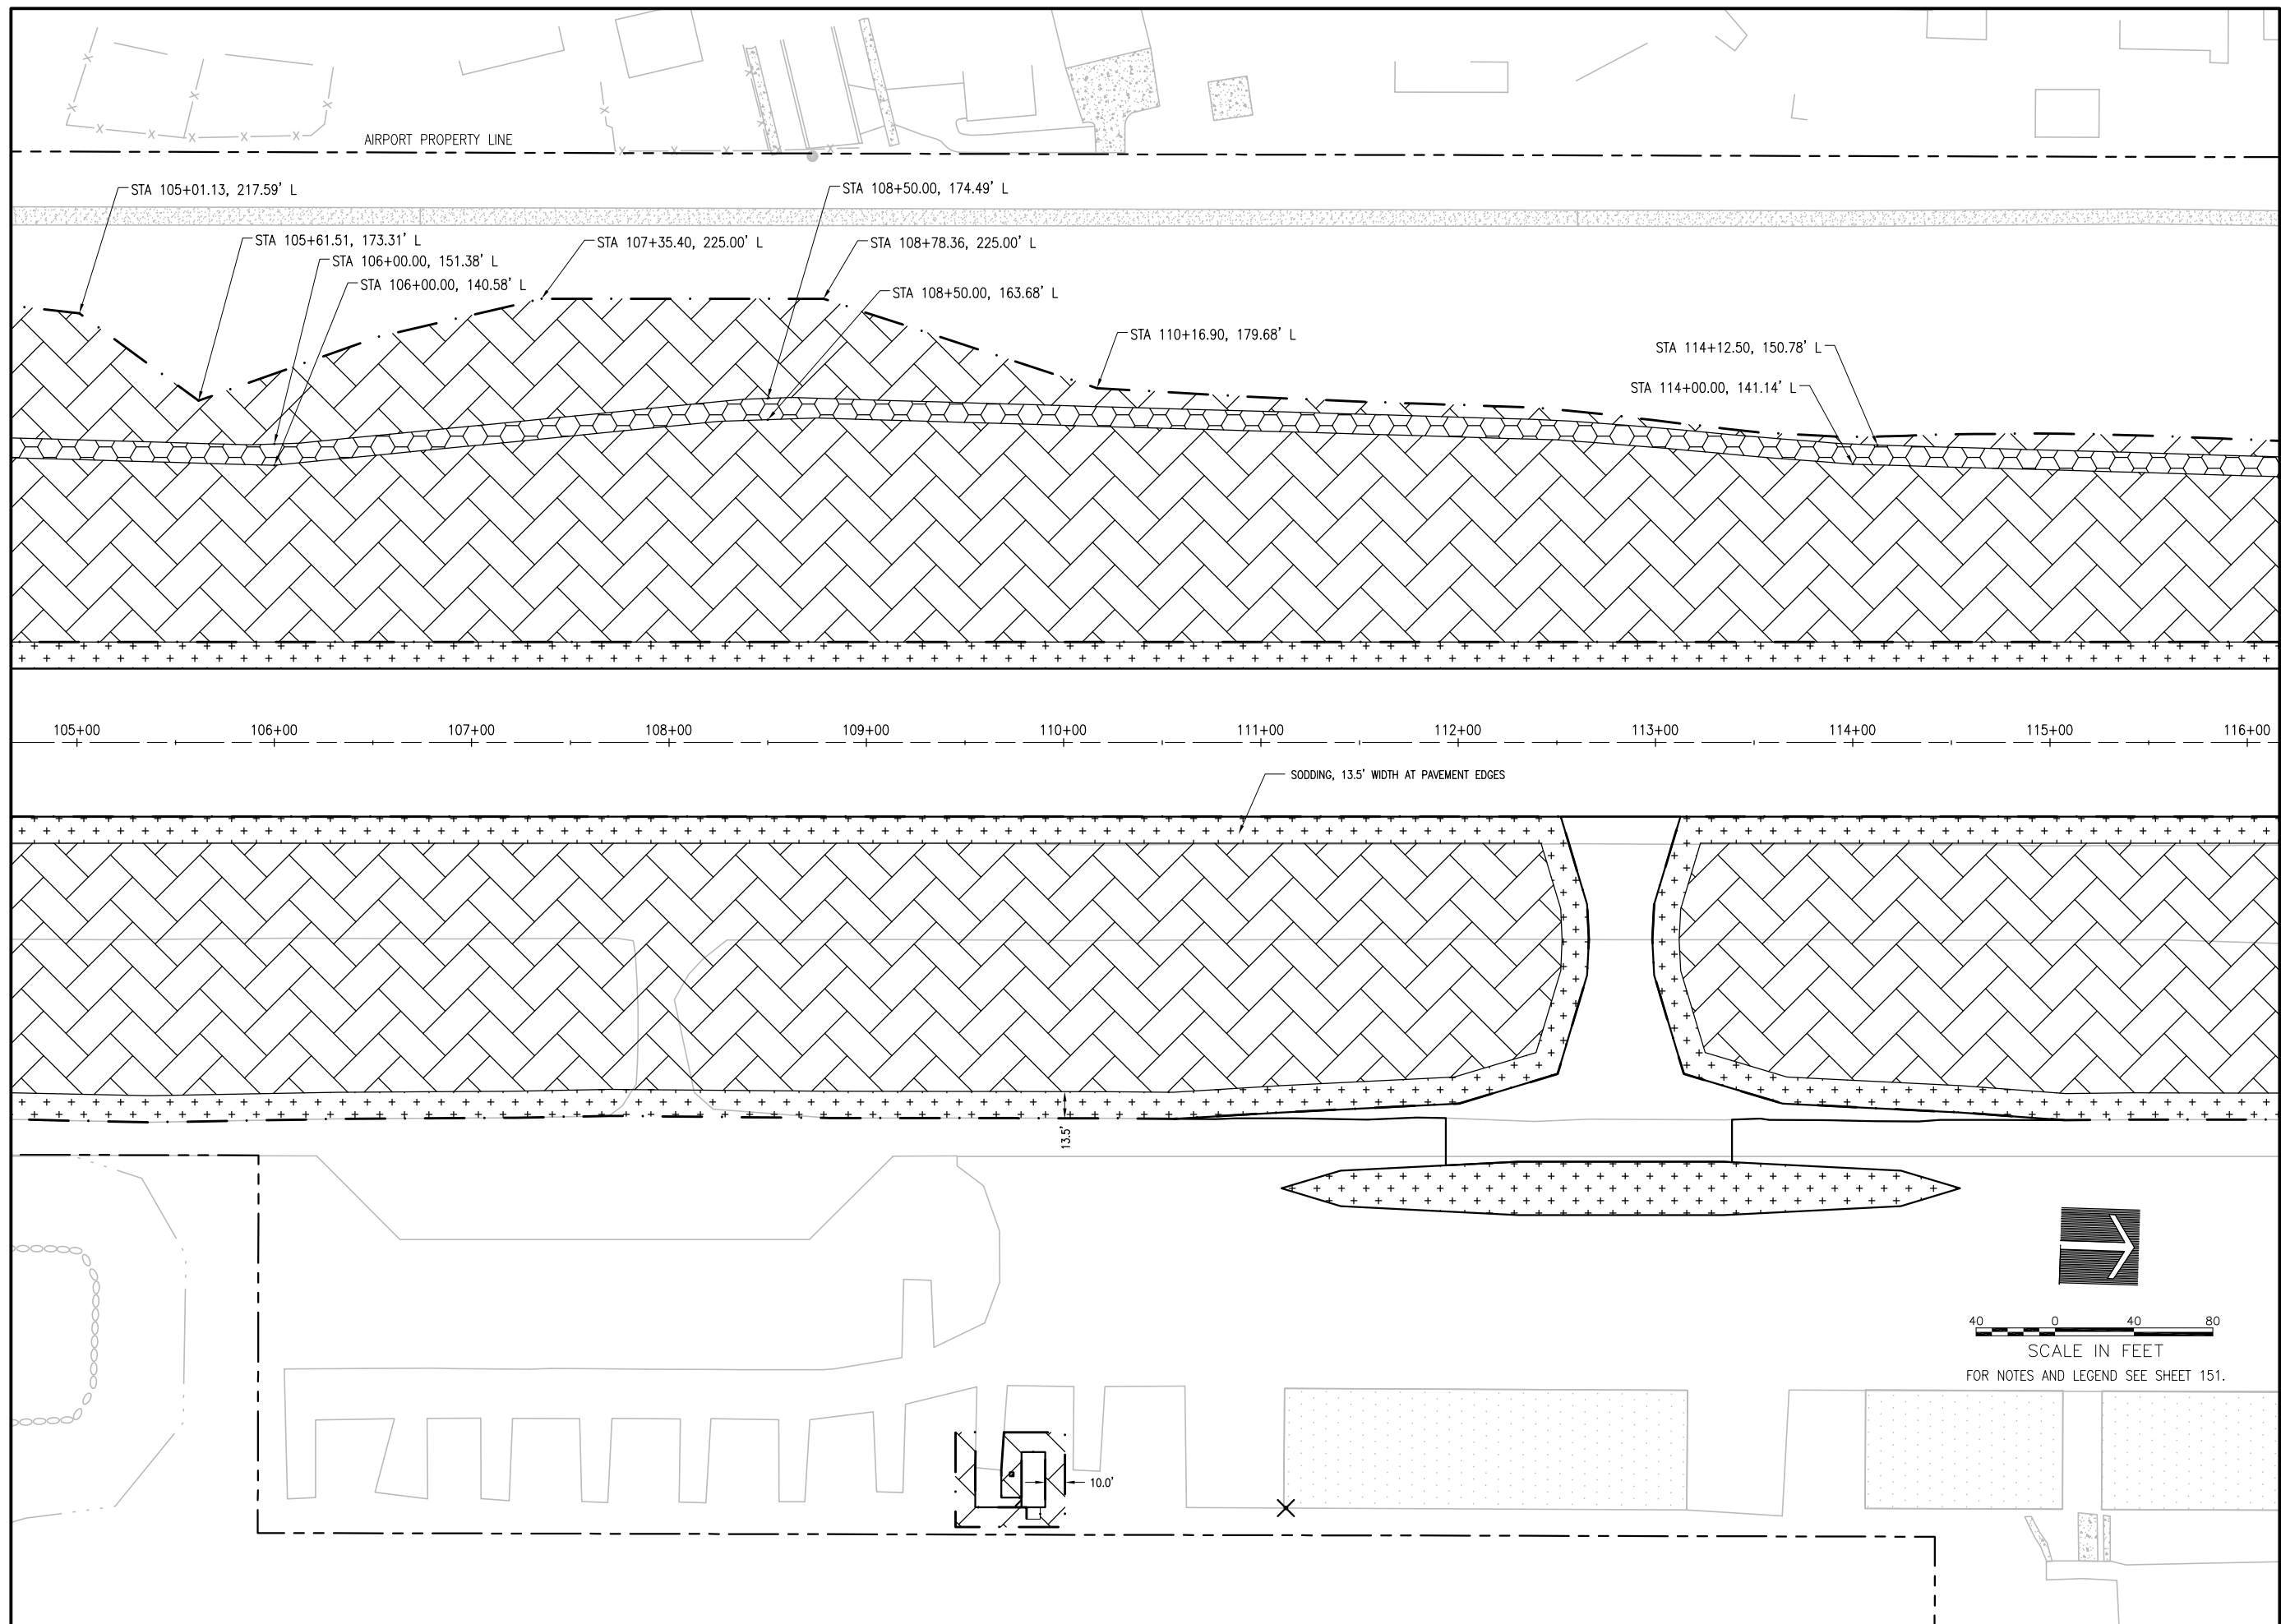 AIRPORT PROPERTY LINE
STA 105+01.13, 217.59' L
STA 108+50.00, 174.49' L
STA 105+61.51, 173.31' L
STA 107+35.40, 225.00' L
STA 108+78.36, 225.00' L
STA 106+00.00, 151.38' L
STA 106+00.00, 140.58' L
STA 108+50.00, 163.68' L
STA 110+16.90, 179.68' L
STA 114+12.50, 150.78' L
STA 114+00.00, 141.14' L
105+00 106+00 107+00 108+00 109+00 110+00 111+00 112+00 113+00 114+00 115+00 116+00
SODDING, 13.5' WIDTH AT PAVEMENT EDGES
13.5'
40 0 40 80
SCALE IN FEET
FOR NOTES AND LEGEND SEE SHEET 151.
10.0'